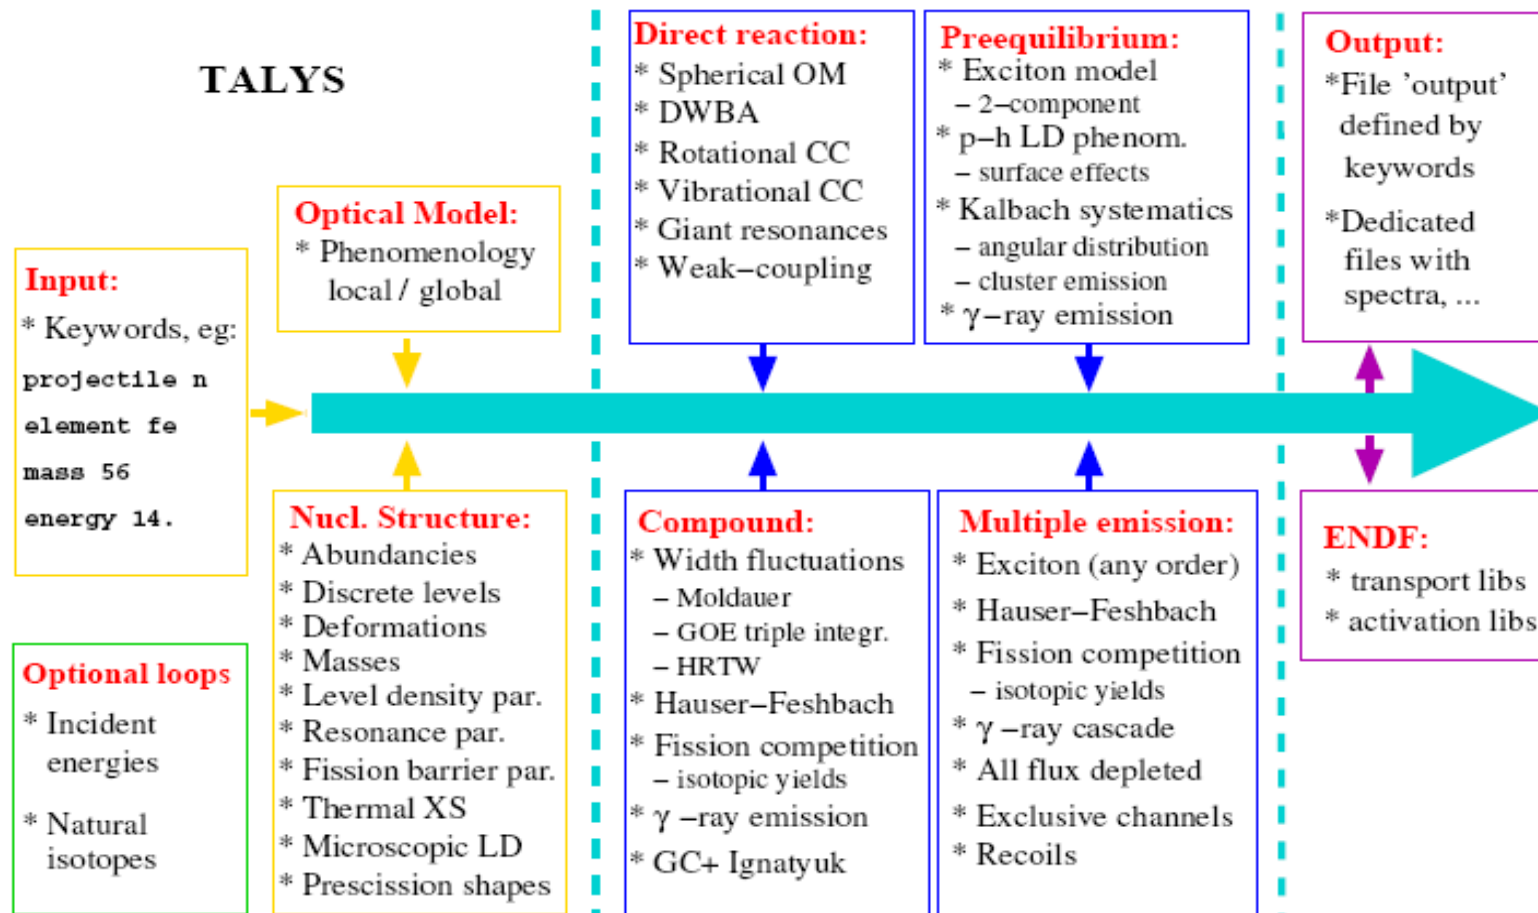 TALYS
Input:
* Keywords, eg:
projectile n
element fe
mass 56
energy 14.
Optional loops
* Incident
energies
* Natural
isotopes
Optical Model:
* Phenomenology
local / global
Nucl. Structure:
* Abundancies
* Discrete levels
* Deformations
* Masses
* Level density par.
* Resonance par.
* Fission barrier par.
* Thermal XS
* Microscopic LD
* Prescission shapes
Direct reaction:
* Spherical OM
* DWBA
* Rotational CC
* Vibrational CC
* Giant resonances
* Weak-coupling
Compound:
* Width fluctuations
– Moldauer
– GOE triple integr.
– HRTW
* Hauser-Feshbach
* Fission competition
– isotopic yields
* γ -ray emission
* GC+ Ignatyuk
Preequilibrium:
* Exciton model
– 2-component
* p-h LD phenom.
– surface effects
* Kalbach systematics
– angular distribution
– cluster emission
* γ-ray emission
Multiple emission:
* Exciton (any order)
* Hauser-Feshbach
* Fission competition
– isotopic yields
* γ -ray cascade
* All flux depleted
* Exclusive channels
* Recoils
Output:
*File 'output'
defined by
keywords
*Dedicated
files with
spectra, ...
ENDF:
* transport libs
* activation libs